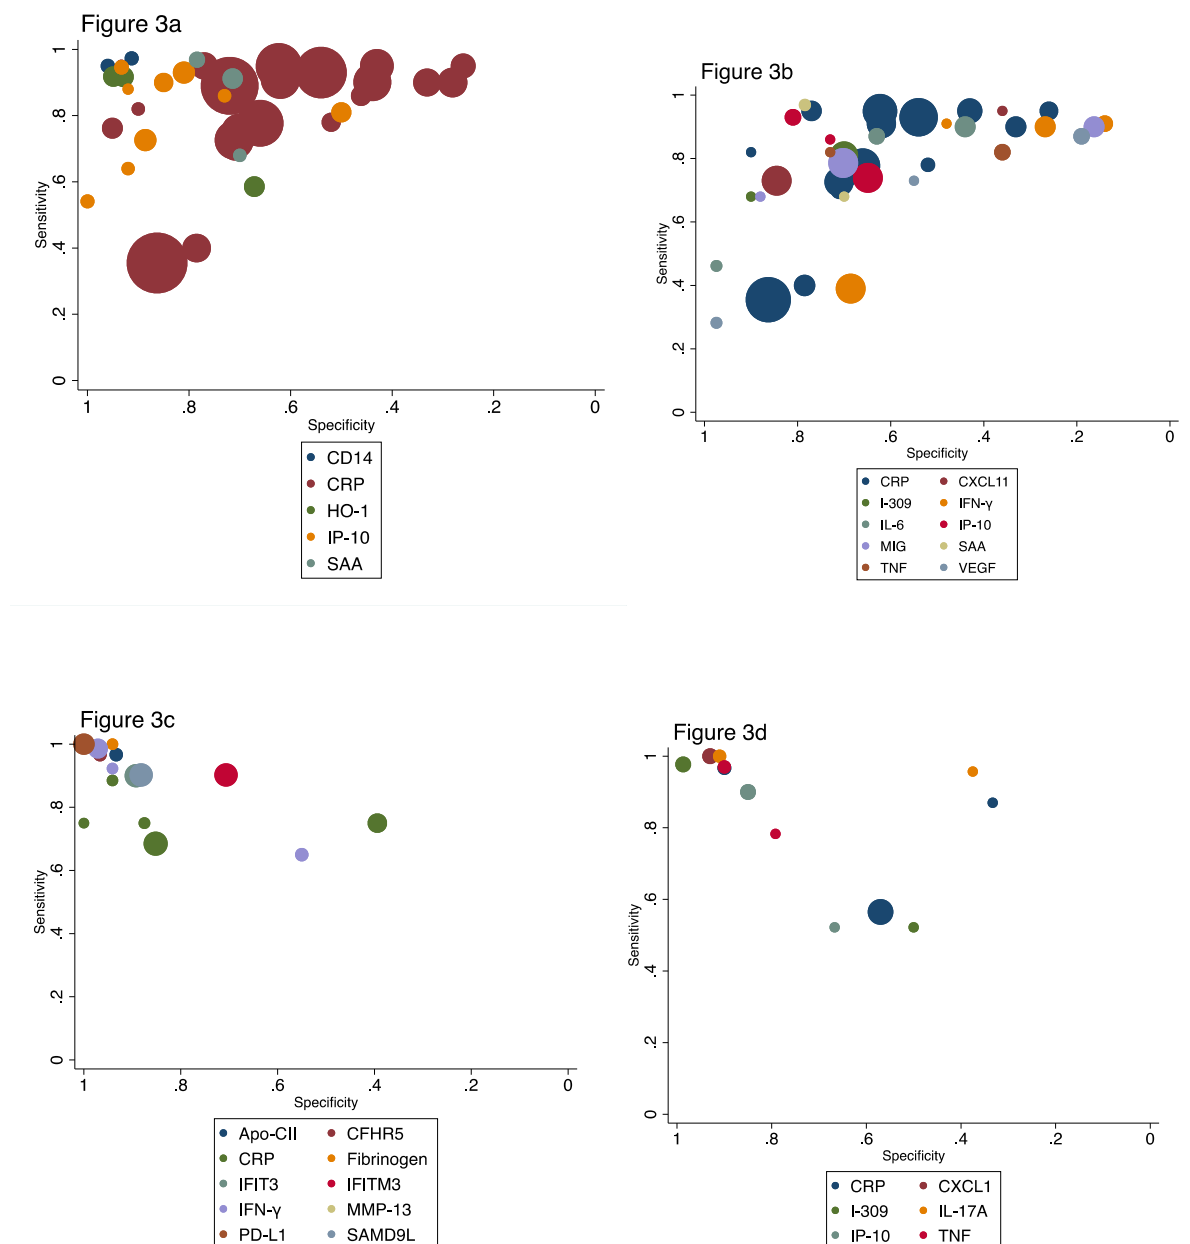 Figure 3a
Sensitivity
1
.8
.6
.4
.2
0
1 .8 .6 .4 .2 0
Specificity
CD14
CRP
HO-1
IP-10
SAA
Figure 3b
Sensitivity
1
.8
.6
.4
.2
0
1 .8 .6 .4 .2 0
Specificity
CRP CXCL11
I-309 IFN-γ
IL-6 IP-10
MIG SAA
TNF VEGF
Figure 3c
Sensitivity
1
.8
.6
.4
.2
0
1 .8 .6 .4 .2 0
Specificity
Apo-CII CFHR5
CRP Fibrinogen
IFIT3 IFITM3
IFN-γ MMP-13
PD-L1 SAMD9L
Figure 3d
Sensitivity
1
.8
.6
.4
.2
0
1 .8 .6 .4 .2 0
Specificity
CRP CXCL1
I-309 IL-17A
IP-10 TNF